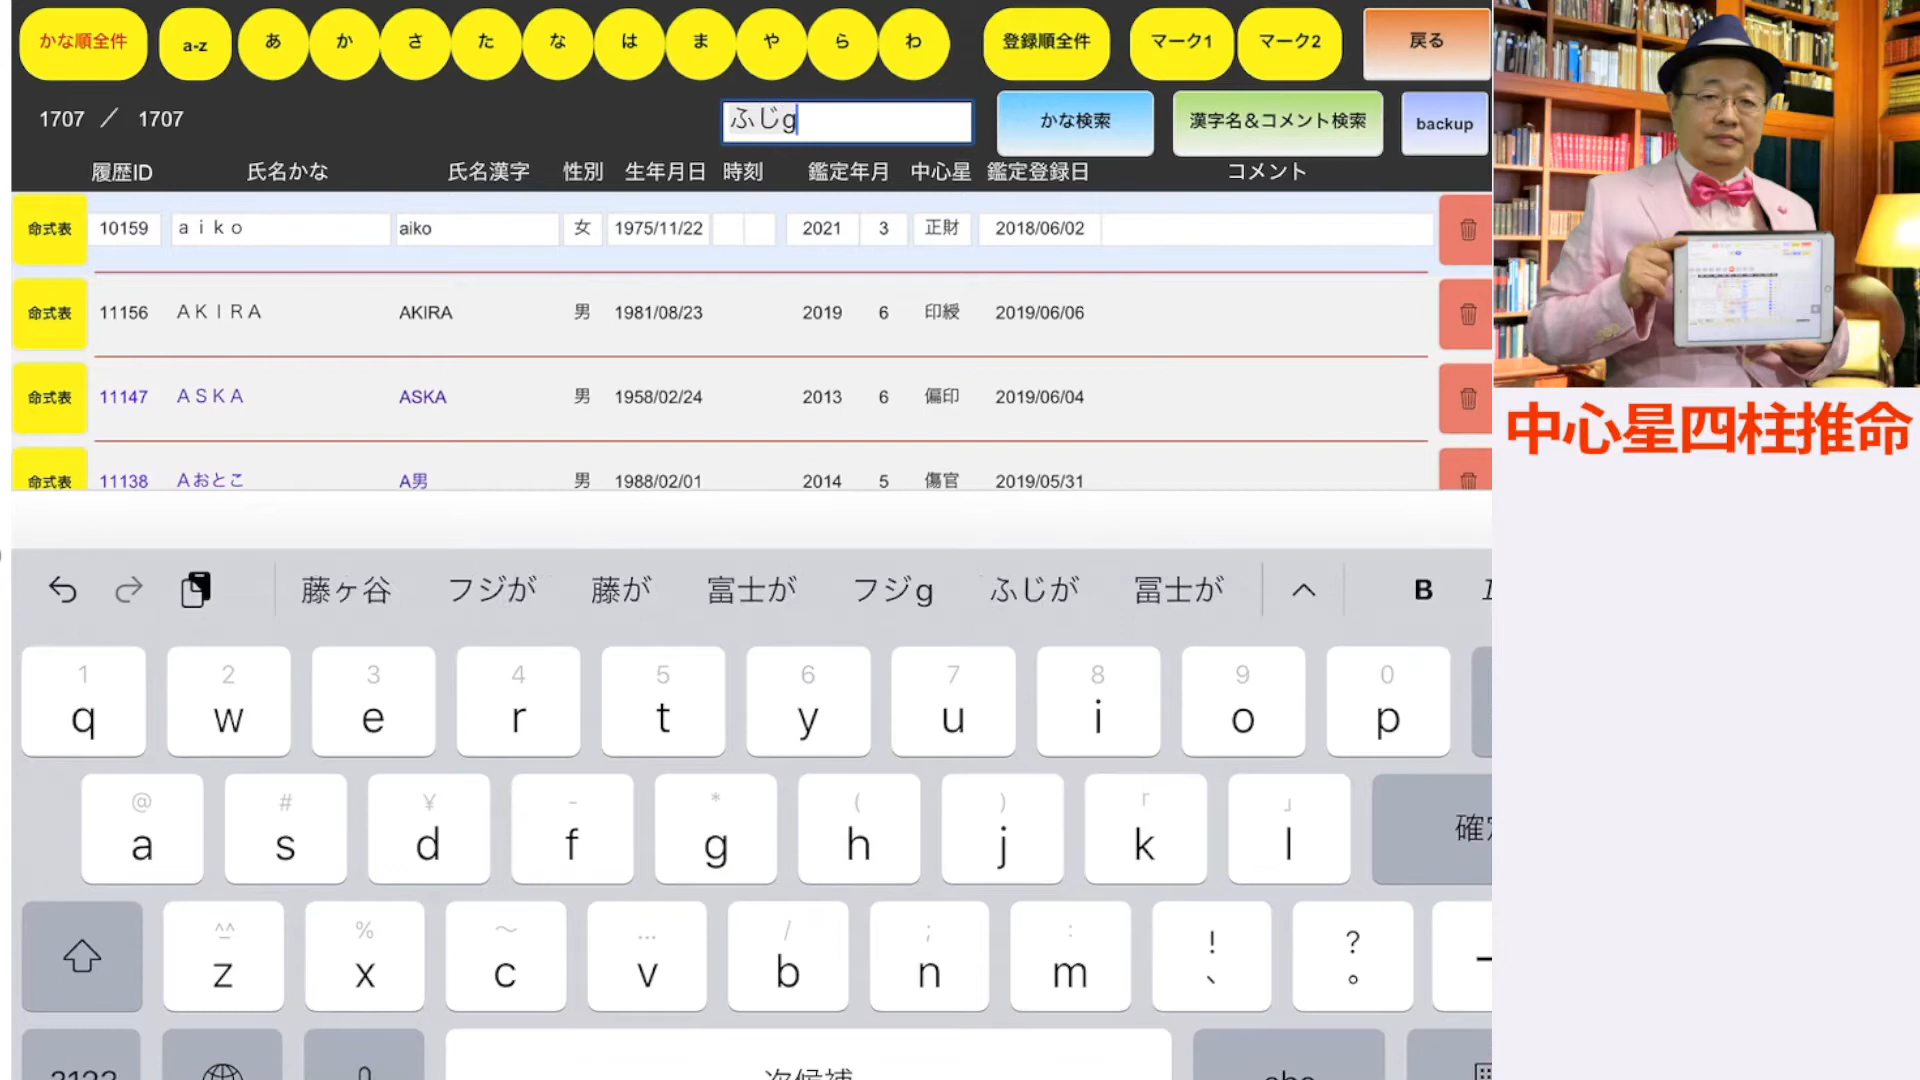 かな順全件 a-z あ か さ た な は ま や ら わ 登録順全件 マーク1 マーク2 戻る
1707 ／ 1707 ふじg かな検索 漢字名＆コメント検索 backup
履歴ID 氏名かな 氏名漢字 性別 生年月日 時刻 鑑定年月 中心星 鑑定登録日 コメント
命式表 10159 ａｉｋｏ aiko 女 1975/11/22 2021 3 正財 2018/06/02
命式表 11156 ＡＫＩＲＡ AKIRA 男 1981/08/23 2019 6 印綬 2019/06/06
命式表 11147 ＡＳＫＡ ASKA 男 1958/02/24 2013 6 偏印 2019/06/04
命式表 11138 Ａおとこ A男 男 1988/02/01 2014 5 傷官 2019/05/31
中心星四柱推命
藤ヶ谷 フジが 藤が 富士が フジg ふじが 冨士が B I
1 2 3 4 5 6 7 8 9 0
q w e r t y u i o p
@ # ¥ - * ( ) 「 」
a s d f g h j k l 確定
^^ % 〜 … / ; : ! ?
z x c v b n m 、 。 ー
次候補 abc